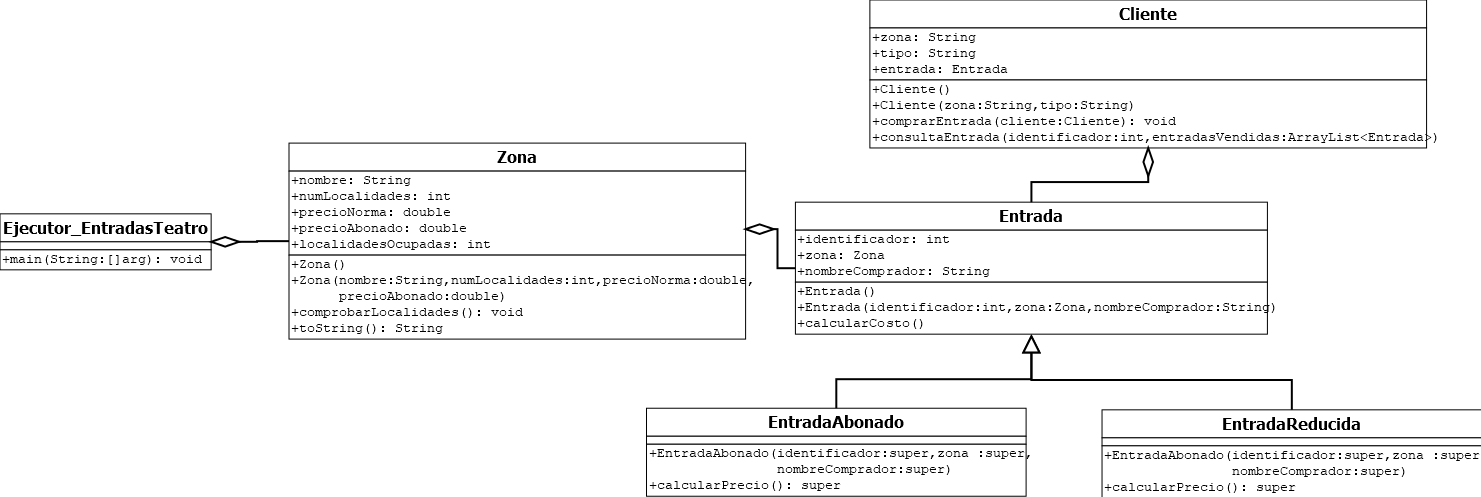 Cliente
+zona: String
+tipo: String
+entrada: Entrada
+Cliente()
+Cliente(zona:String,tipo:String)
+comprarEntrada(cliente:Cliente): void
+consultaEntrada(identificador:int,entradasVendidas:ArrayList<Entrada>)
Zona
+nombre: String
+numLocalidades: int
+precioNorma: double
+precioAbonado: double
+localidadesOcupadas: int
+Zona()
+Zona(nombre:String,numLocalidades:int,precioNorma:double,
precioAbonado:double)
+comprobarLocalidades(): void
+toString(): String
Ejecutor_EntradasTeatro
+main(String:[]arg): void
Entrada
+identificador: int
+zona: Zona
+nombreComprador: String
+Entrada()
+Entrada(identificador:int,zona:Zona,nombreComprador:String)
+calcularCosto()
EntradaAbonado
+EntradaAbonado(identificador:super,zona :super,
nombreComprador:super)
+calcularPrecio(): super
EntradaReducida
+EntradaAbonado(identificador:super,zona :super
nombreComprador:super)
+calcularPrecio(): super